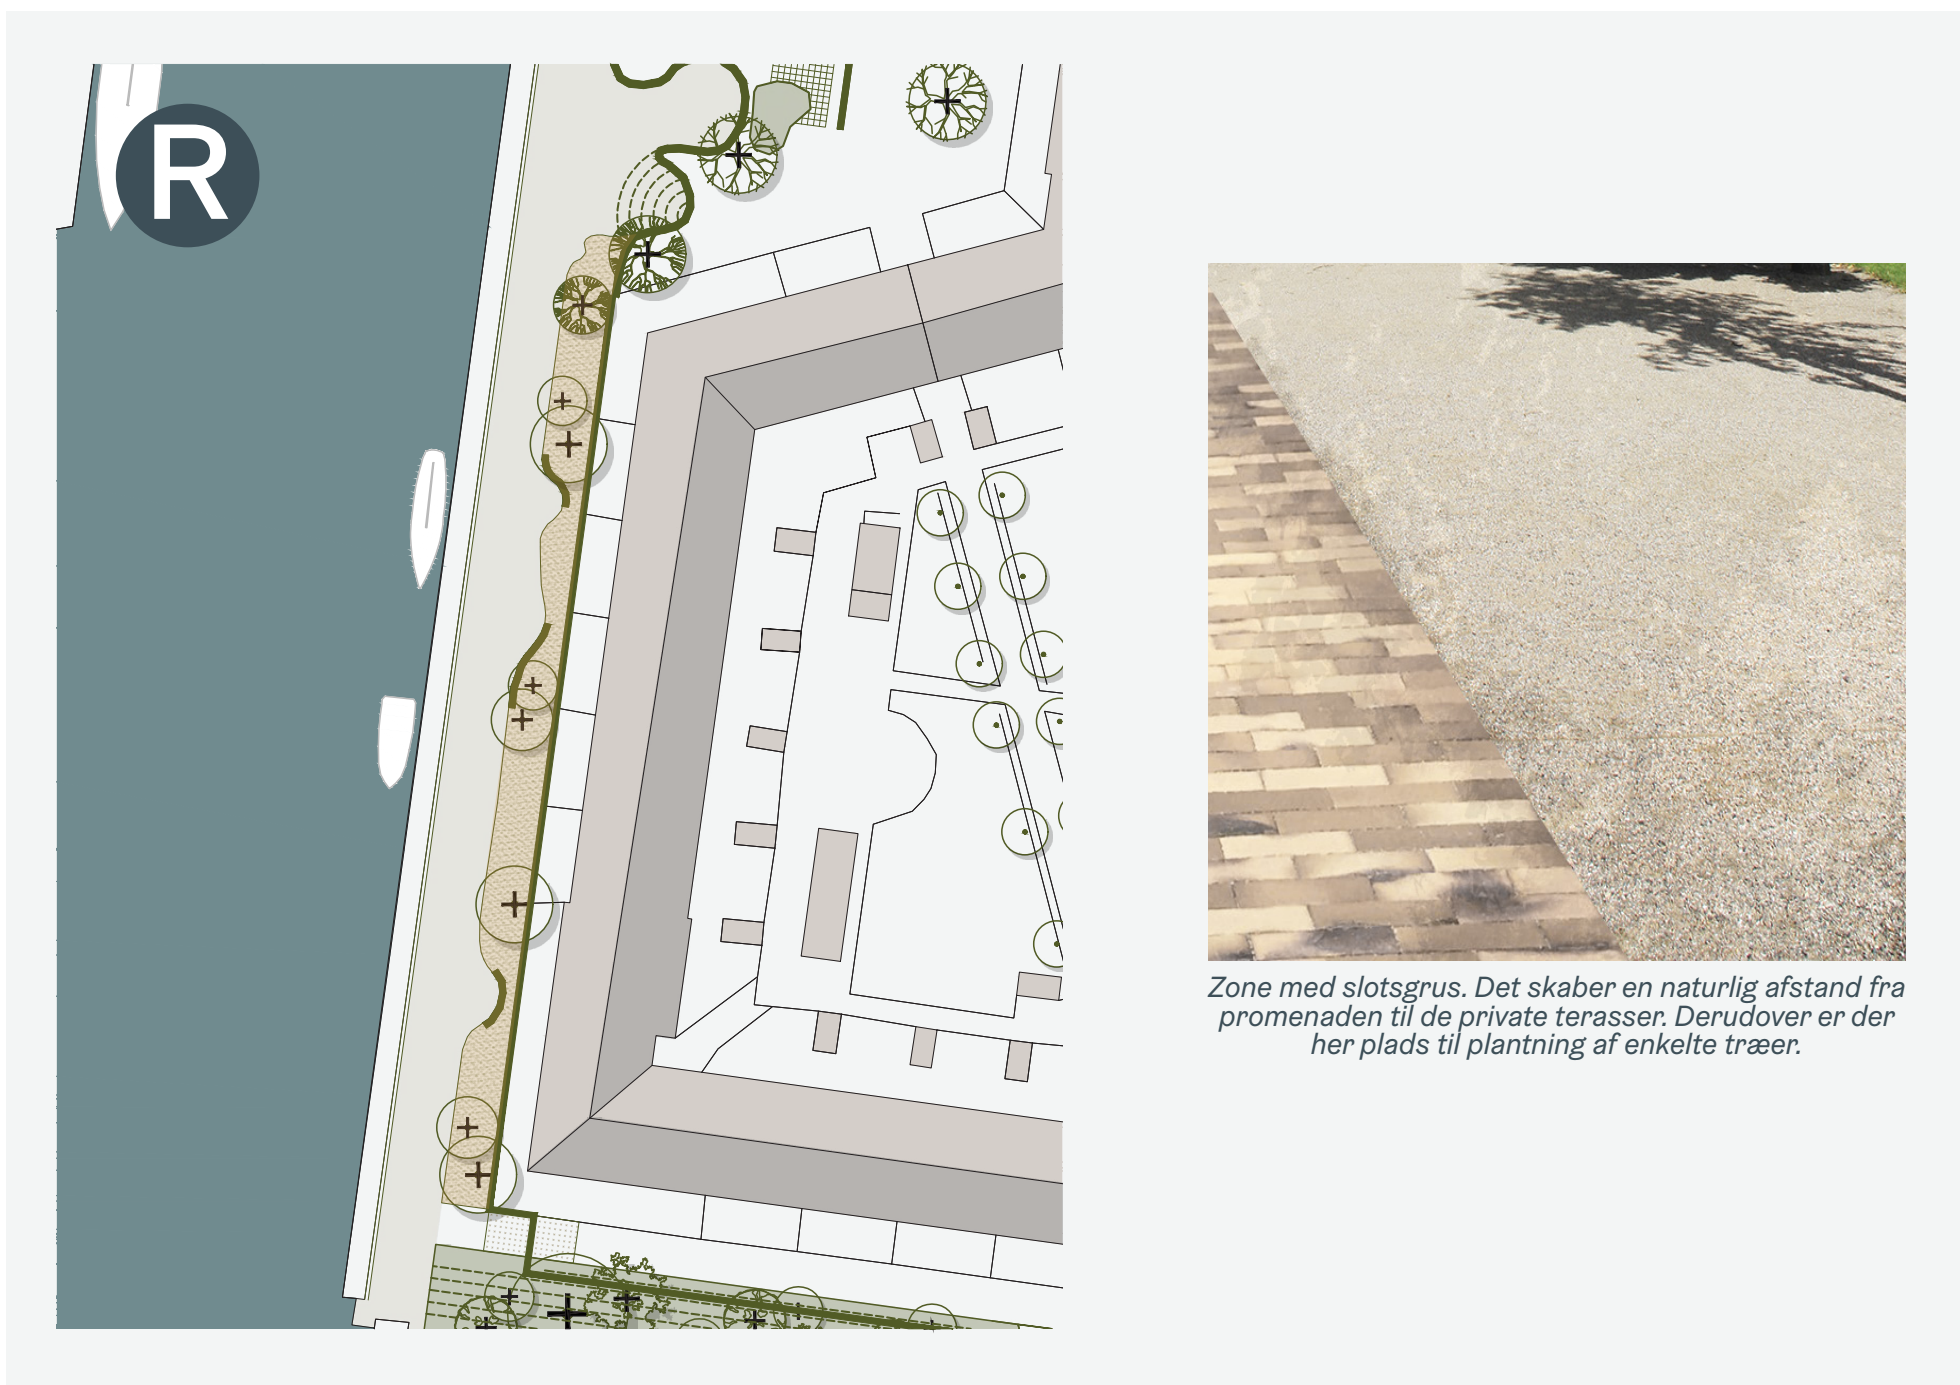 R
Zone med slotsgrus. Det skaber en naturlig afstand fra
promenaden til de private terasser. Derudover er der
her plads til plantning af enkelte træer.